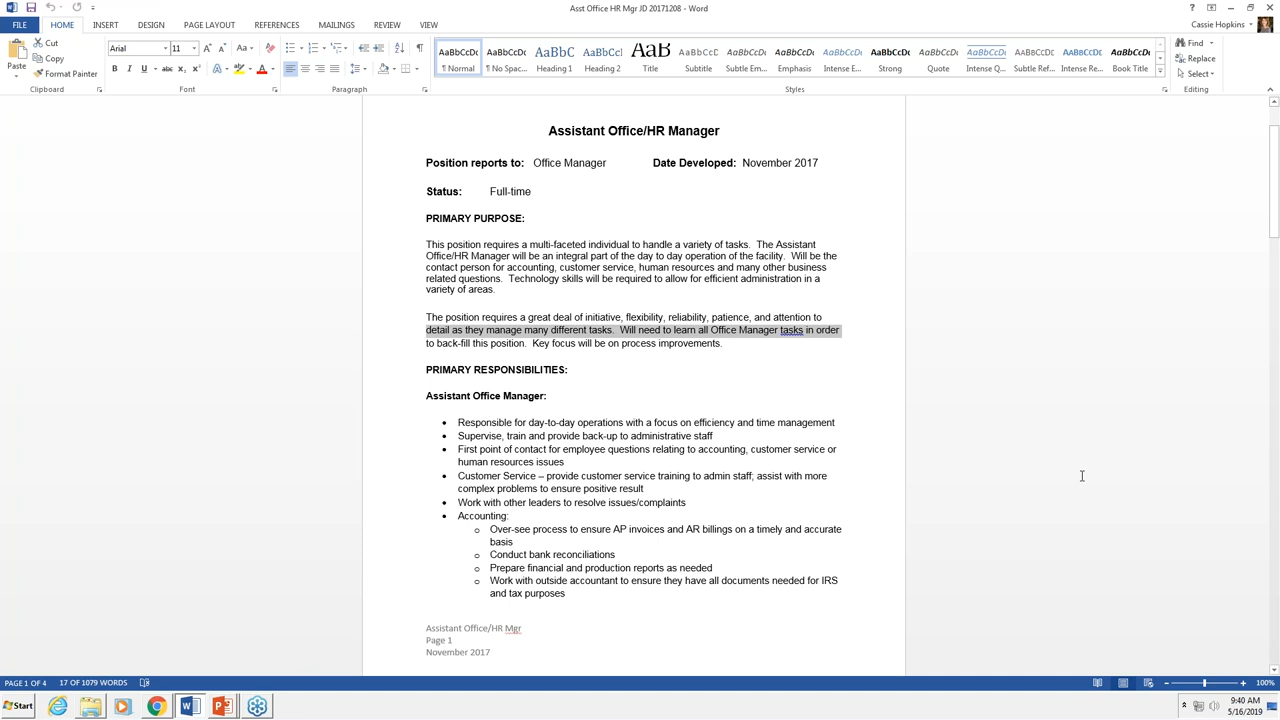 Asst Office HR Mgr JD 20171208 - Word
FILE HOME INSERT DESIGN PAGE LAYOUT REFERENCES MAILINGS REVIEW VIEW Cassie Hopkins
Cut
Copy
Format Painter
Paste
Clipboard
Arial 11
Font
Paragraph
AaBbCcDc AaBbCcDc AaBbC AaBbCc AaB AaBbCcD AaBbCcDc AaBbCcDc AaBbCcDc AaBbCcDc AaBbCcDc AaBbCcDc AaBbCcDc AaBbCcDc AaBbCcDc
¶ Normal ¶ No Spac... Heading 1 Heading 2 Title Subtitle Subtle Em... Emphasis Intense E... Strong Quote Intense Q... Subtle Ref... Intense Re... Book Title
Styles
Find
Replace
Select
Editing
Assistant Office/HR Manager
Position reports to: Office Manager Date Developed: November 2017
Status: Full-time
PRIMARY PURPOSE:
This position requires a multi-faceted individual to handle a variety of tasks. The Assistant
Office/HR Manager will be an integral part of the day to day operation of the facility. Will be the
contact person for accounting, customer service, human resources and many other business
related questions. Technology skills will be required to allow for efficient administration in a
variety of areas.
The position requires a great deal of initiative, flexibility, reliability, patience, and attention to
detail as they manage many different tasks. Will need to learn all Office Manager tasks in order
to back-fill this position. Key focus will be on process improvements.
PRIMARY RESPONSIBILITIES:
Assistant Office Manager:
• Responsible for day-to-day operations with a focus on efficiency and time management
• Supervise, train and provide back-up to administrative staff
• First point of contact for employee questions relating to accounting, customer service or
human resources issues
• Customer Service – provide customer service training to admin staff; assist with more
complex problems to ensure positive result
• Work with other leaders to resolve issues/complaints
• Accounting:
o Over-see process to ensure AP invoices and AR billings on a timely and accurate
basis
o Conduct bank reconciliations
o Prepare financial and production reports as needed
o Work with outside accountant to ensure they have all documents needed for IRS
and tax purposes
Assistant Office/HR Mgr
Page 1
November 2017
PAGE 1 OF 4 17 OF 1079 WORDS 100%
Start
9:40 AM
5/16/2019